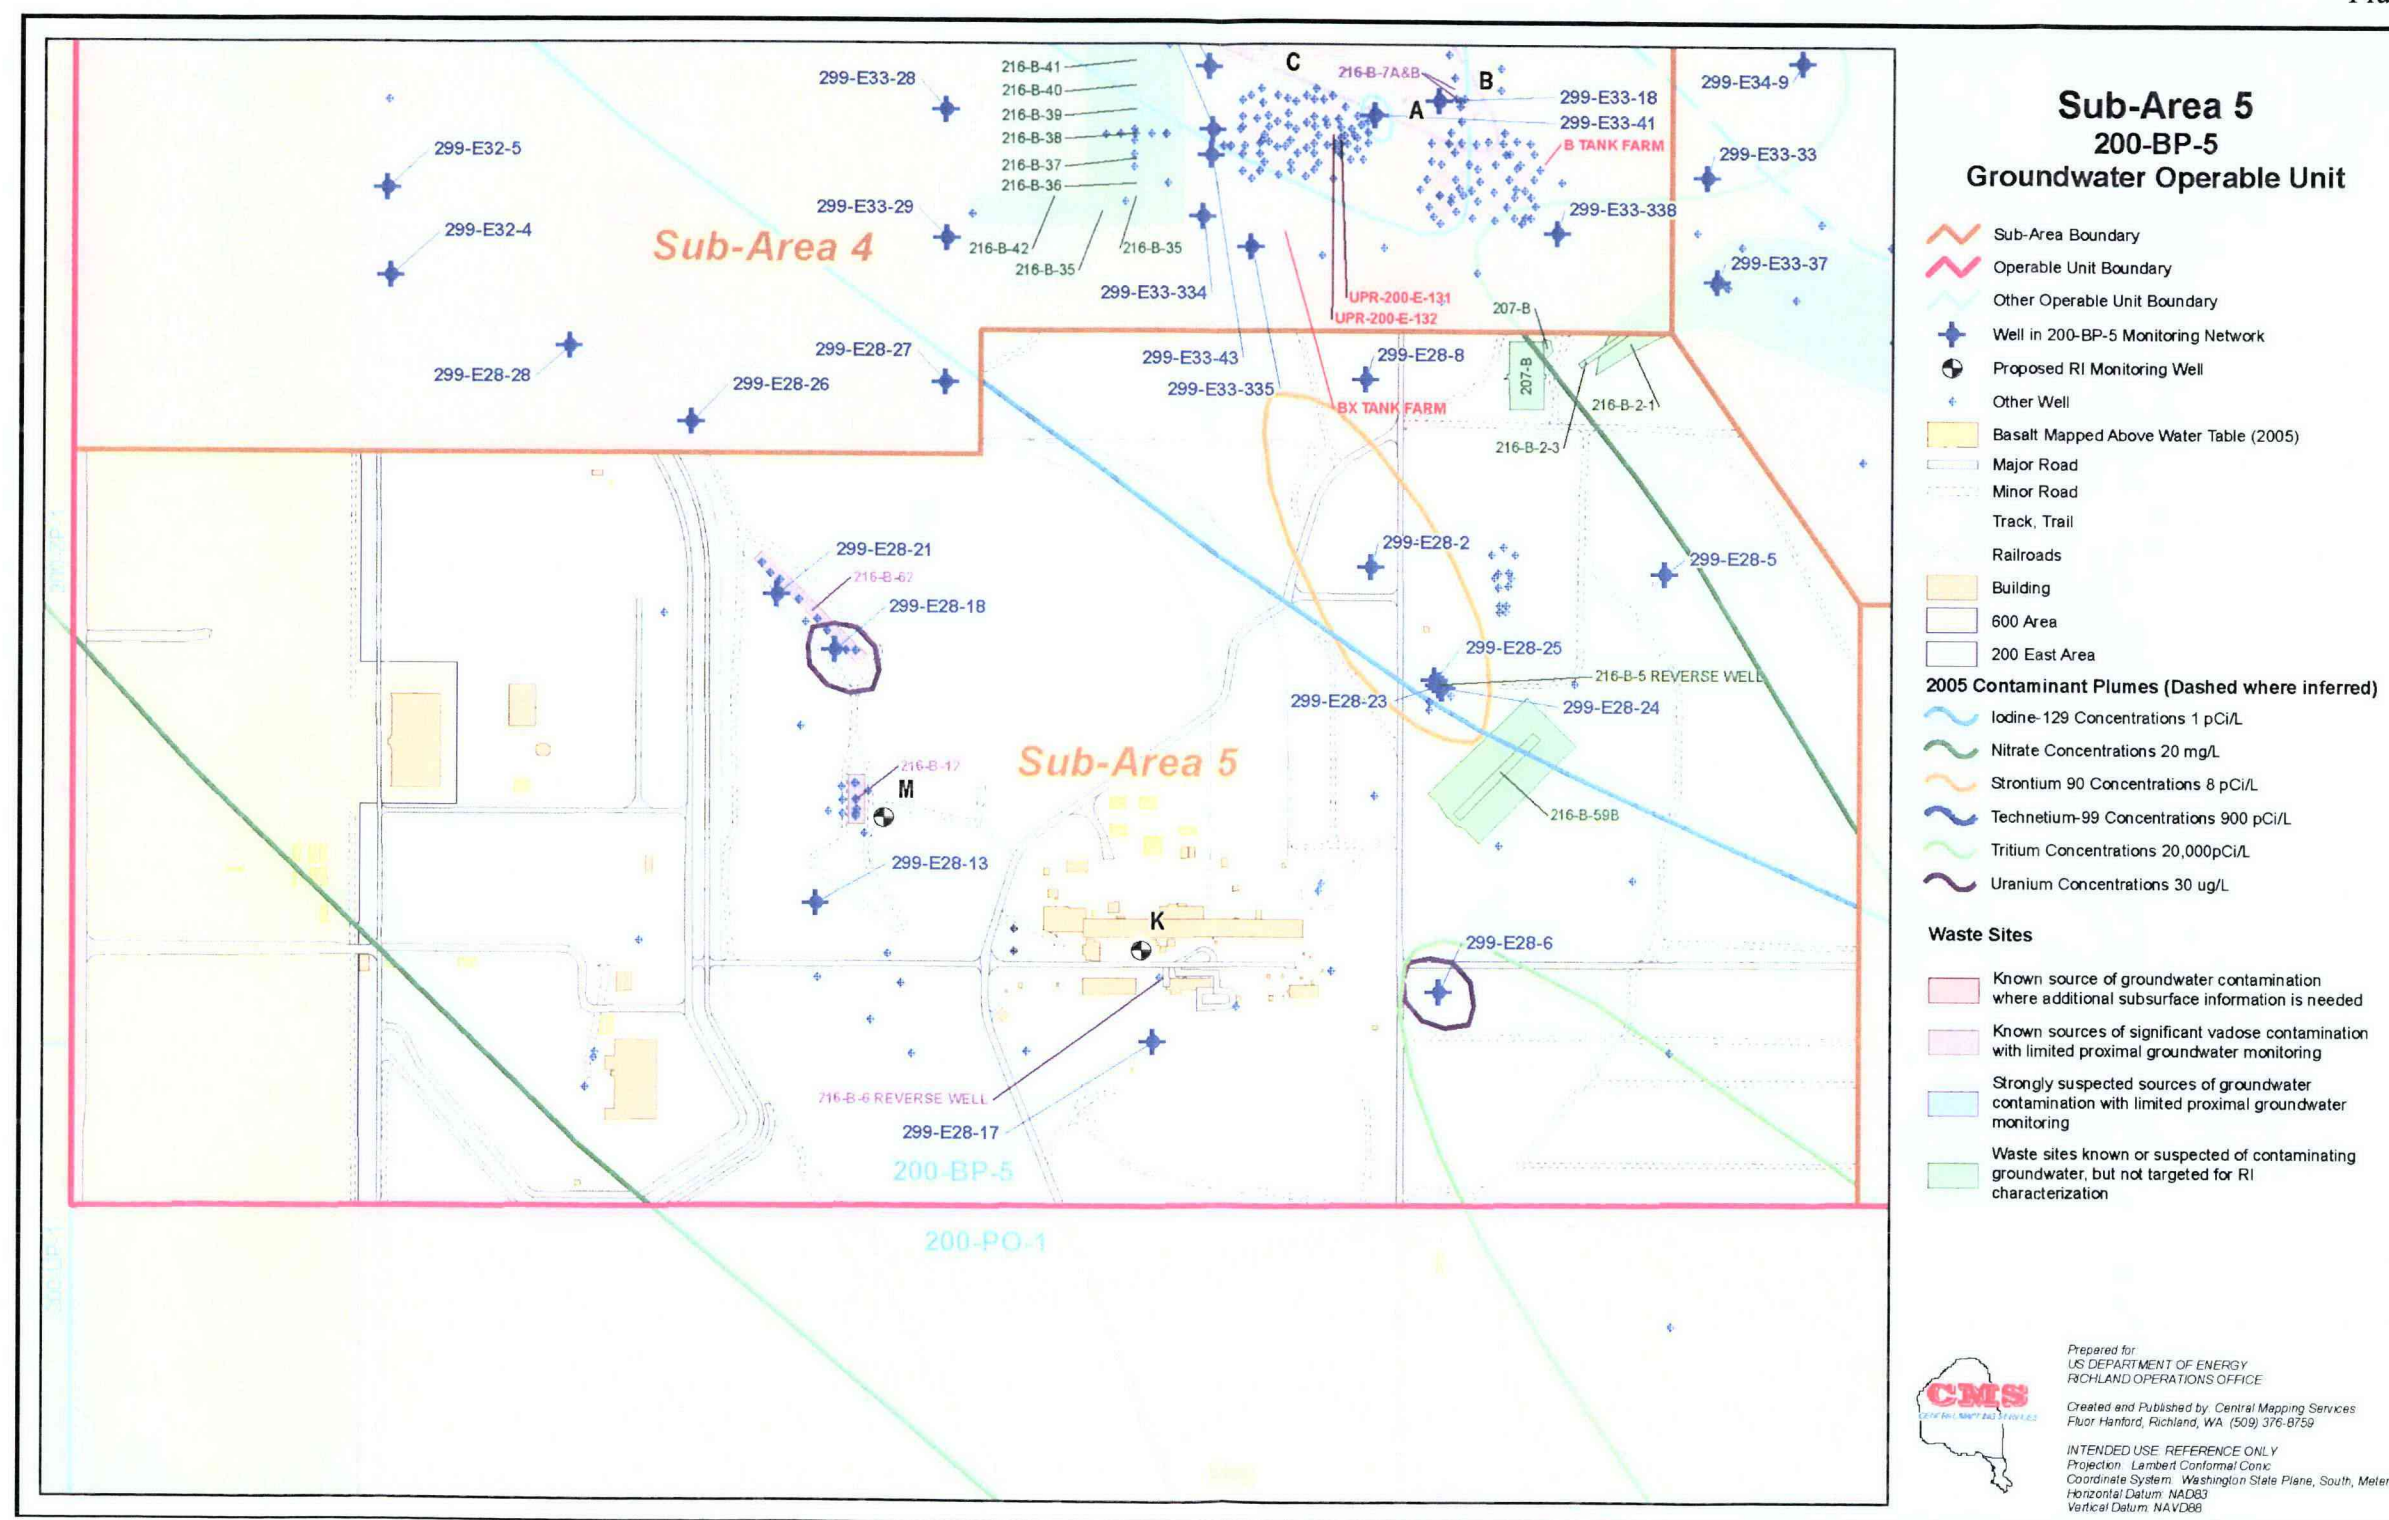 Sub-Area 5
200-BP-5
Groundwater Operable Unit
Sub-Area Boundary
Operable Unit Boundary
Other Operable Unit Boundary
Well in 200-BP-5 Monitoring Network
Proposed RI Monitoring Well
Other Well
Basalt Mapped Above Water Table (2005)
Major Road
Minor Road
Track, Trail
Railroads
Building
600 Area
200 East Area
2005 Contaminant Plumes (Dashed where inferred)
Iodine-129 Concentrations 1 pCi/L
Nitrate Concentrations 20 mg/L
Strontium 90 Concentrations 8 pCi/L
Technetium-99 Concentrations 900 pCi/L
Tritium Concentrations 20,000pCi/L
Uranium Concentrations 30 ug/L
Waste Sites
Known source of groundwater contamination
where additional subsurface information is needed
Known sources of significant vadose contamination
with limited proximal groundwater monitoring
Strongly suspected sources of groundwater
contamination with limited proximal groundwater
monitoring
Waste sites known or suspected of contaminating
groundwater, but not targeted for RI
characterization
Prepared for:
US DEPARTMENT OF ENERGY
RICHLAND OPERATIONS OFFICE
Created and Published by: Central Mapping Services
Fluor Hanford, Richland, WA (509) 376-8759
INTENDED USE: REFERENCE ONLY
Projection: Lambert Conformal Conic
Coordinate System: Washington State Plane, South, Meter
Horizontal Datum: NAD83
Vertical Datum: NAVD88
CMS
CENTRAL MAPPING SERVICES
299-E33-28
216-B-41
216-B-40
216-B-39
216-B-38
216-B-37
216-B-36
C
216-B-7A&B
B
A
299-E33-18
299-E33-41
B TANK FARM
299-E34-9
299-E33-33
299-E32-5
299-E32-4
299-E33-29
Sub-Area 4
216-B-42
216-B-35
216-B-35
299-E33-334
299-E33-338
299-E33-37
UPR-200-E-131
UPR-200-E-132
207-B
299-E28-28
299-E28-27
299-E28-26
299-E33-43
299-E33-335
299-E28-8
BX TANK FARM
207-B
216-B-2-1
216-B-2-3
299-E28-21
216-B-62
299-E28-18
299-E28-2
299-E28-5
299-E28-25
216-B-5 REVERSE WELL
299-E28-23
299-E28-24
Sub-Area 5
216-B-12
M
216-B-59B
299-E28-13
K
299-E28-6
216-B-6 REVERSE WELL
299-E28-17
200-BP-5
200-PO-1